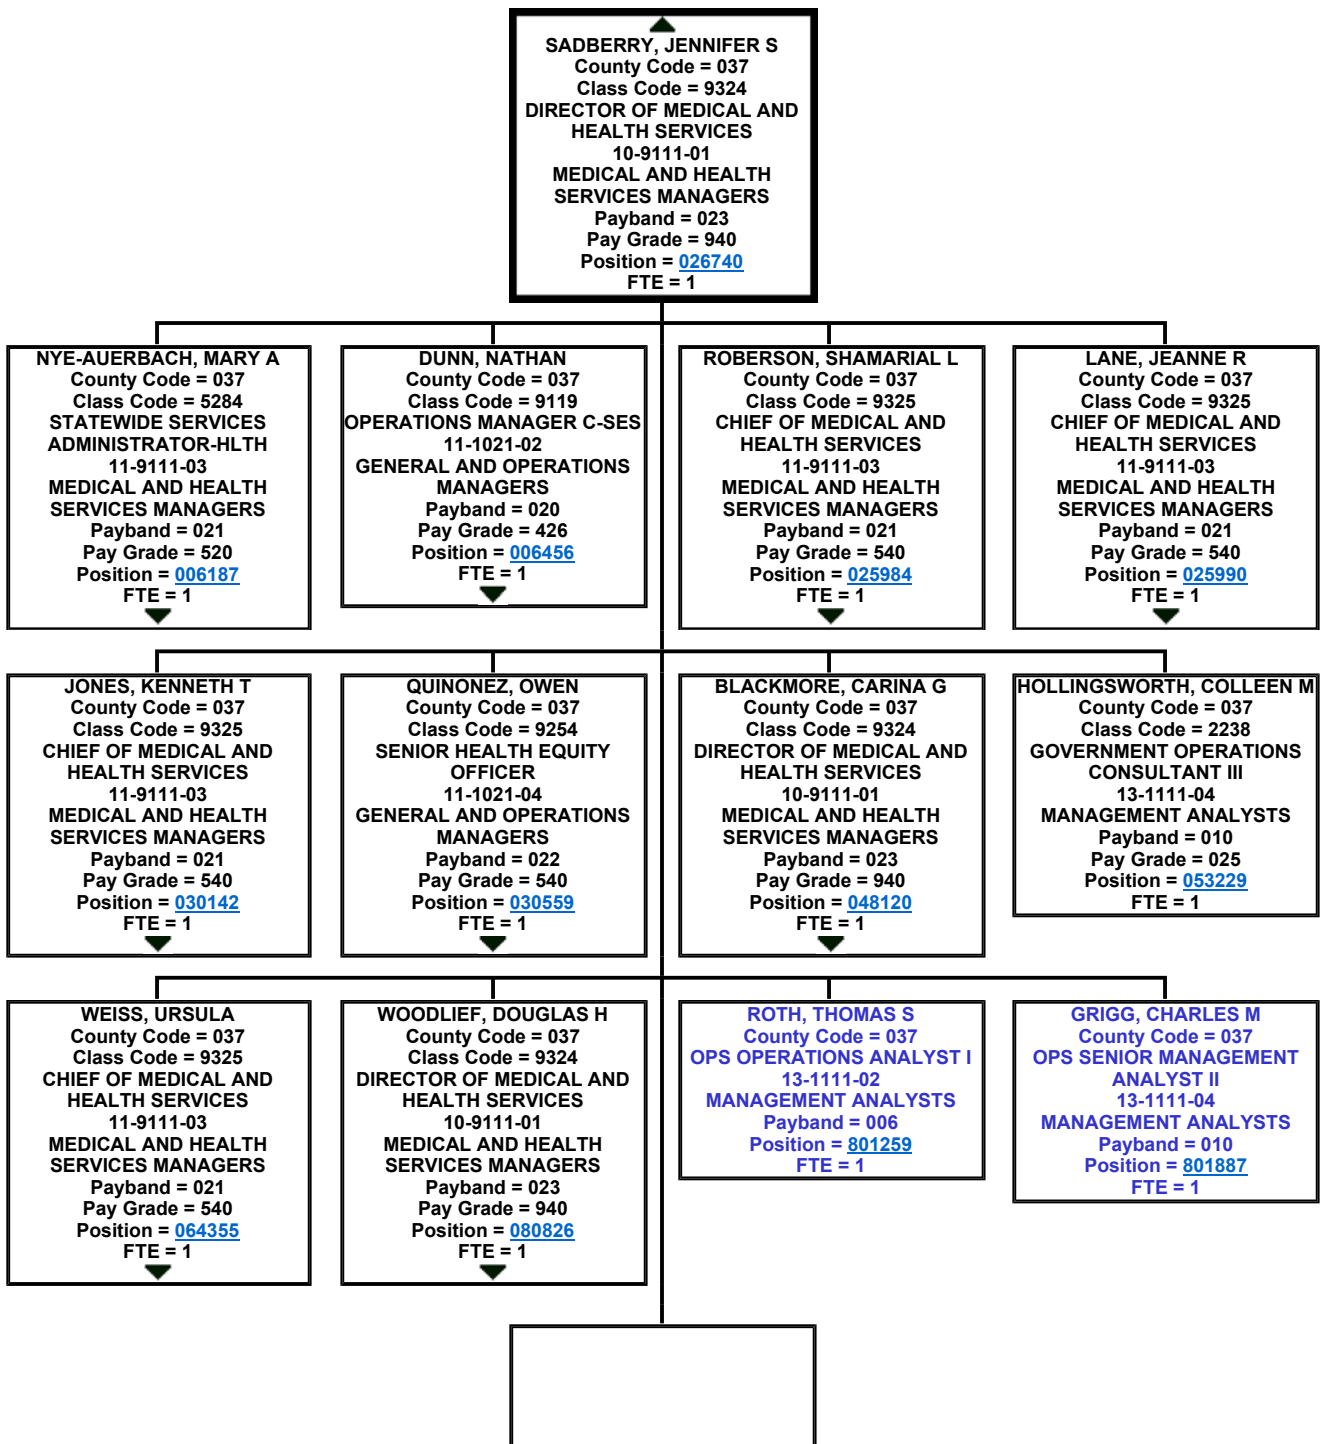 SADBERRY, JENNIFER S
County Code = 037
Class Code = 9324
DIRECTOR OF MEDICAL AND
HEALTH SERVICES
10-9111-01
MEDICAL AND HEALTH
SERVICES MANAGERS
Payband = 023
Pay Grade = 940
Position = 026740
FTE = 1
NYE-AUERBACH, MARY A
County Code = 037
Class Code = 5284
STATEWIDE SERVICES
ADMINISTRATOR-HLTH
11-9111-03
MEDICAL AND HEALTH
SERVICES MANAGERS
Payband = 021
Pay Grade = 520
Position = 006187
FTE = 1
DUNN, NATHAN
County Code = 037
Class Code = 9119
OPERATIONS MANAGER C-SES
11-1021-02
GENERAL AND OPERATIONS
MANAGERS
Payband = 020
Pay Grade = 426
Position = 006456
FTE = 1
ROBERSON, SHAMARIAL L
County Code = 037
Class Code = 9325
CHIEF OF MEDICAL AND
HEALTH SERVICES
11-9111-03
MEDICAL AND HEALTH
SERVICES MANAGERS
Payband = 021
Pay Grade = 540
Position = 025984
FTE = 1
LANE, JEANNE R
County Code = 037
Class Code = 9325
CHIEF OF MEDICAL AND
HEALTH SERVICES
11-9111-03
MEDICAL AND HEALTH
SERVICES MANAGERS
Payband = 021
Pay Grade = 540
Position = 025990
FTE = 1
JONES, KENNETH T
County Code = 037
Class Code = 9325
CHIEF OF MEDICAL AND
HEALTH SERVICES
11-9111-03
MEDICAL AND HEALTH
SERVICES MANAGERS
Payband = 021
Pay Grade = 540
Position = 030142
FTE = 1
QUINONEZ, OWEN
County Code = 037
Class Code = 9254
SENIOR HEALTH EQUITY
OFFICER
11-1021-04
GENERAL AND OPERATIONS
MANAGERS
Payband = 022
Pay Grade = 540
Position = 030559
FTE = 1
BLACKMORE, CARINA G
County Code = 037
Class Code = 9324
DIRECTOR OF MEDICAL AND
HEALTH SERVICES
10-9111-01
MEDICAL AND HEALTH
SERVICES MANAGERS
Payband = 023
Pay Grade = 940
Position = 048120
FTE = 1
HOLLINGSWORTH, COLLEEN M
County Code = 037
Class Code = 2238
GOVERNMENT OPERATIONS
CONSULTANT III
13-1111-04
MANAGEMENT ANALYSTS
Payband = 010
Pay Grade = 025
Position = 053229
FTE = 1
WEISS, URSULA
County Code = 037
Class Code = 9325
CHIEF OF MEDICAL AND
HEALTH SERVICES
11-9111-03
MEDICAL AND HEALTH
SERVICES MANAGERS
Payband = 021
Pay Grade = 540
Position = 064355
FTE = 1
WOODLIEF, DOUGLAS H
County Code = 037
Class Code = 9324
DIRECTOR OF MEDICAL AND
HEALTH SERVICES
10-9111-01
MEDICAL AND HEALTH
SERVICES MANAGERS
Payband = 023
Pay Grade = 940
Position = 080826
FTE = 1
ROTH, THOMAS S
County Code = 037
OPS OPERATIONS ANALYST I
13-1111-02
MANAGEMENT ANALYSTS
Payband = 006
Position = 801259
FTE = 1
GRIGG, CHARLES M
County Code = 037
OPS SENIOR MANAGEMENT
ANALYST II
13-1111-04
MANAGEMENT ANALYSTS
Payband = 010
Position = 801887
FTE = 1